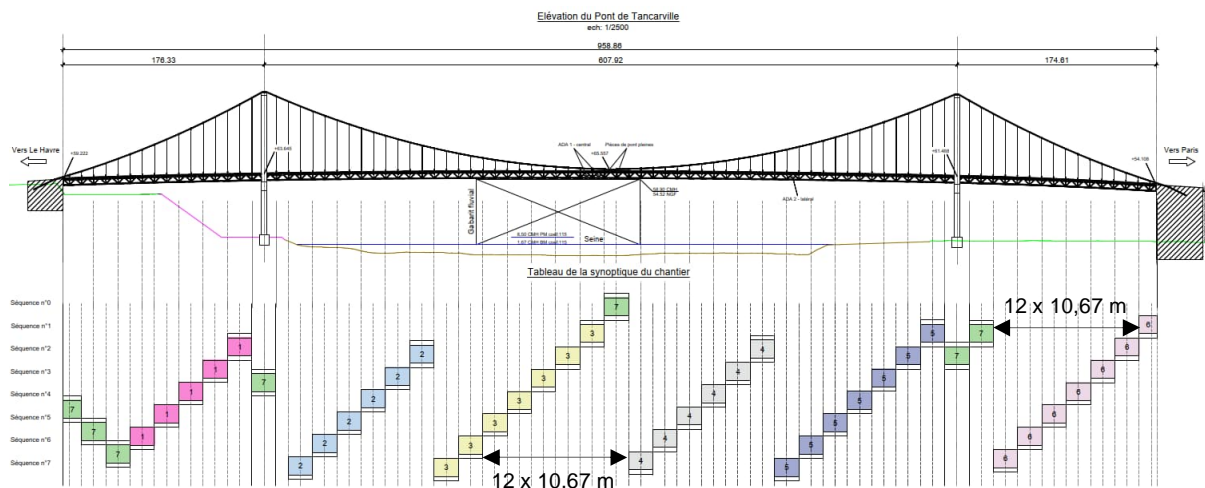 Elévation du Pont de Tancarville
ech: 1/2500
958.86
176.33
607.92
174.61
Vers Le Havre
Vers Paris
ADA 1 - central
Pièces de pont pleines
ADA 2 - latéral
Gabarit fluvial
Seine
Tableau de la synoptique du chantier
Séquence n°0
Séquence n°1
Séquence n°2
Séquence n°3
Séquence n°4
Séquence n°5
Séquence n°6
Séquence n°7
7 7 7 1 1 1 1 1
7
2 2 2 2 2 2
3 3 3 3 3 3 3
7
4 4 4 4 4 4
5 5 5 5 5 5 5
7 7
6 6 6 6 6 6 6
12 x 10,67 m
12 x 10,67 m